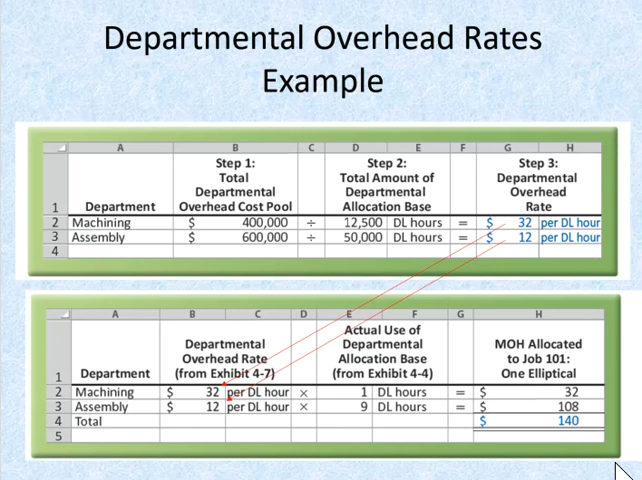 Departmental Overhead Rates
Example
A B C D E F G H
Step 1: Step 2: Step 3:
Total Total Amount of Departmental
Departmental Departmental Overhead
1 Department Overhead Cost Pool Allocation Base Rate
2 Machining $ 400,000 ÷ 12,500 DL hours = $ 32 per DL hour
3 Assembly $ 600,000 ÷ 50,000 DL hours = $ 12 per DL hour
4
A B C D E F G H
Actual Use of
Departmental Departmental MOH Allocated
Overhead Rate Allocation Base to Job 101:
1 Department (from Exhibit 4-7) (from Exhibit 4-4) One Elliptical
2 Machining $ 32 per DL hour × 1 DL hours = $ 32
3 Assembly $ 12 per DL hour × 9 DL hours = $ 108
4 Total $ 140
5